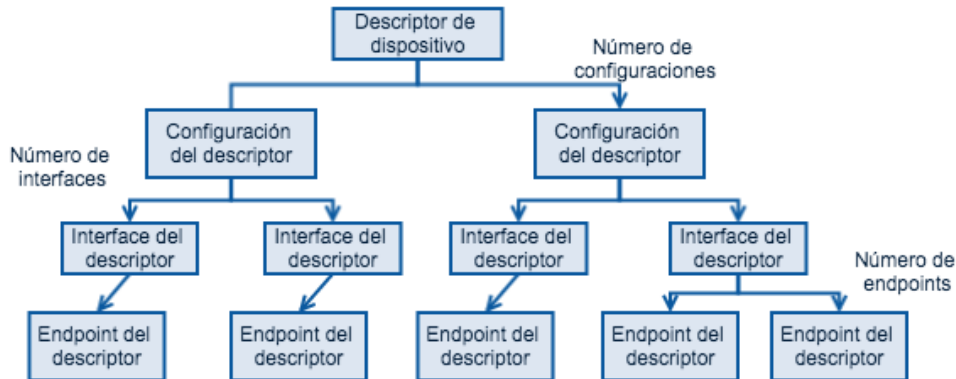 Descriptor de
dispositivo
Número de
configuraciones
Configuración
del descriptor
Configuración
del descriptor
Número de
interfaces
Interface del
descriptor
Interface del
descriptor
Interface del
descriptor
Interface del
descriptor
Número de
endpoints
Endpoint del
descriptor
Endpoint del
descriptor
Endpoint del
descriptor
Endpoint del
descriptor
Endpoint del
descriptor